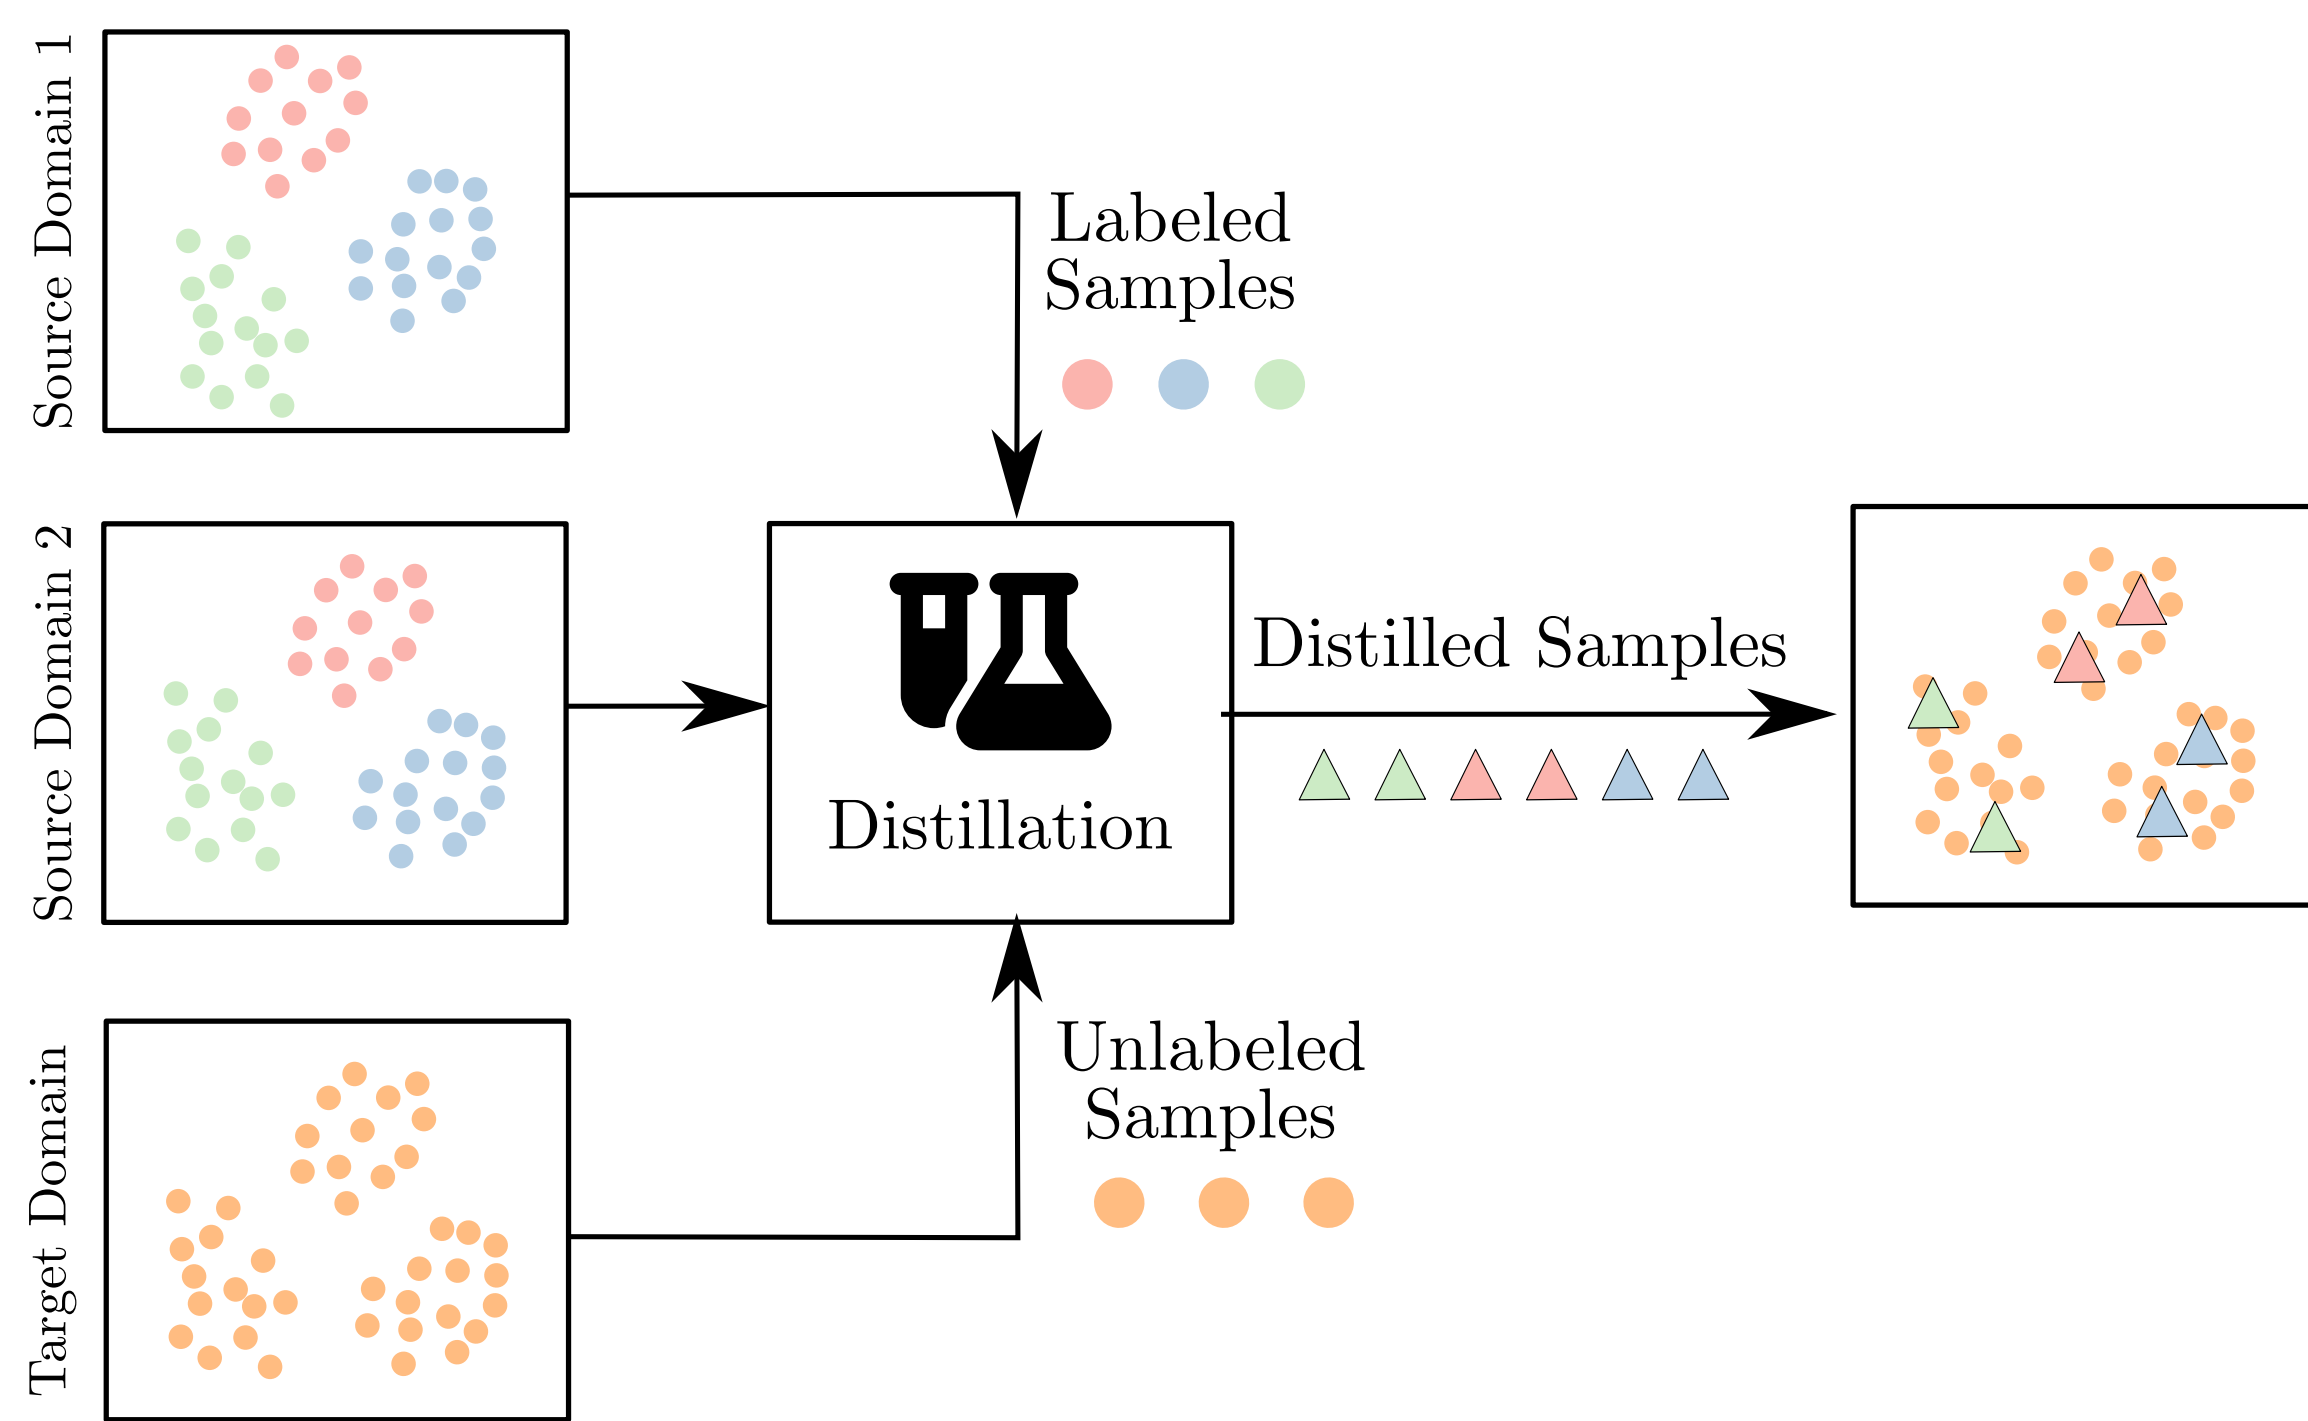 Source Domain 1
Labeled
Samples
Source Domain 2
Distillation
Distilled Samples
Target Domain
Unlabeled
Samples